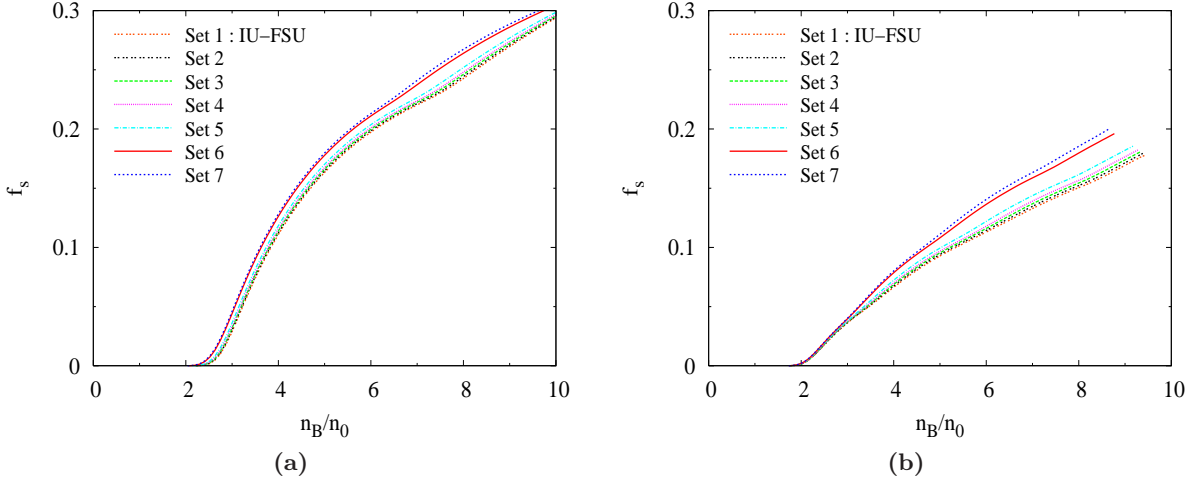 0.3
Set 1 : IU–FSU
Set 2
Set 3
Set 4
Set 5
Set 6
Set 7
0.2
0.1
0
f_s
0 2 4 6 8 10
n_B/n_0
(a)
0.3
Set 1 : IU–FSU
Set 2
Set 3
Set 4
Set 5
Set 6
Set 7
0.2
0.1
0
f_s
0 2 4 6 8 10
n_B/n_0
(b)